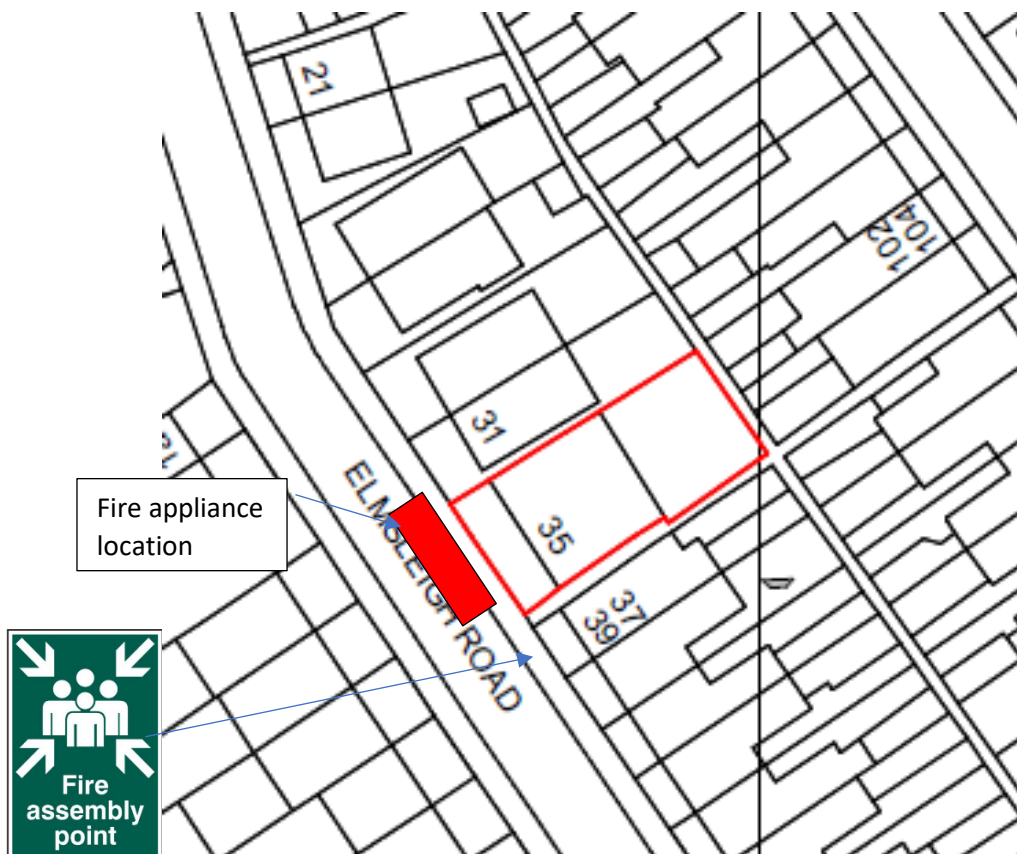 21
104
102
31
ELMSLEIGH ROAD
Fire appliance
location
35
37
39
Fire
assembly
point